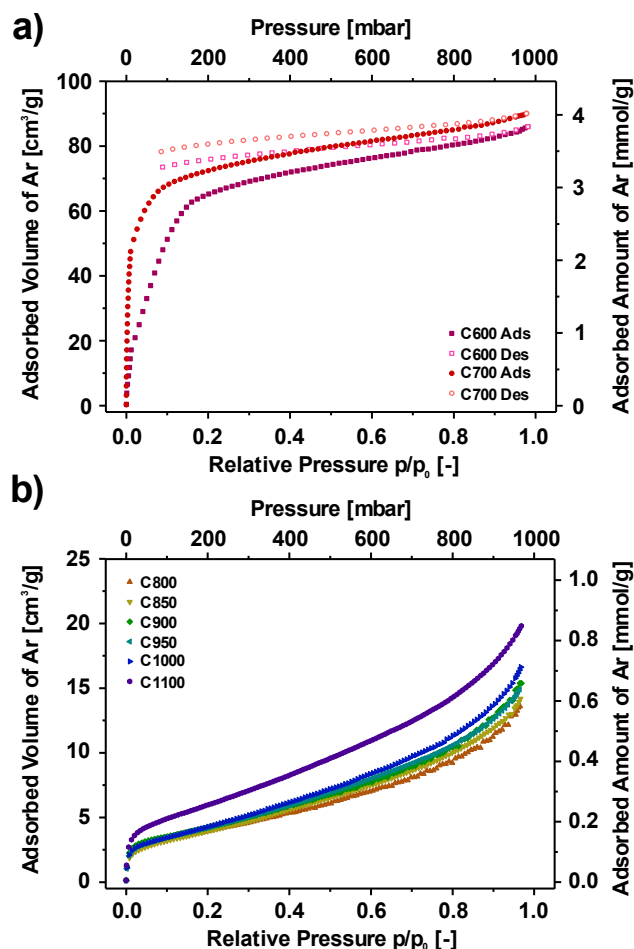 a)
Pressure [mbar]
0 200 400 600 800 1000
100
80
60
40
20
0
Adsorbed Volume of Ar [cm³/g]
4
3
2
1
0
Adsorbed Amount of Ar [mmol/g]
C600 Ads
C600 Des
C700 Ads
C700 Des
0.0 0.2 0.4 0.6 0.8 1.0
Relative Pressure p/p₀ [-]
b)
Pressure [mbar]
0 200 400 600 800 1000
25
20
15
10
5
0
Adsorbed Volume of Ar [cm³/g]
1.0
0.8
0.6
0.4
0.2
0.0
Adsorbed Amount of Ar [mmol/g]
C800
C850
C900
C950
C1000
C1100
0.0 0.2 0.4 0.6 0.8 1.0
Relative Pressure p/p₀ [-]